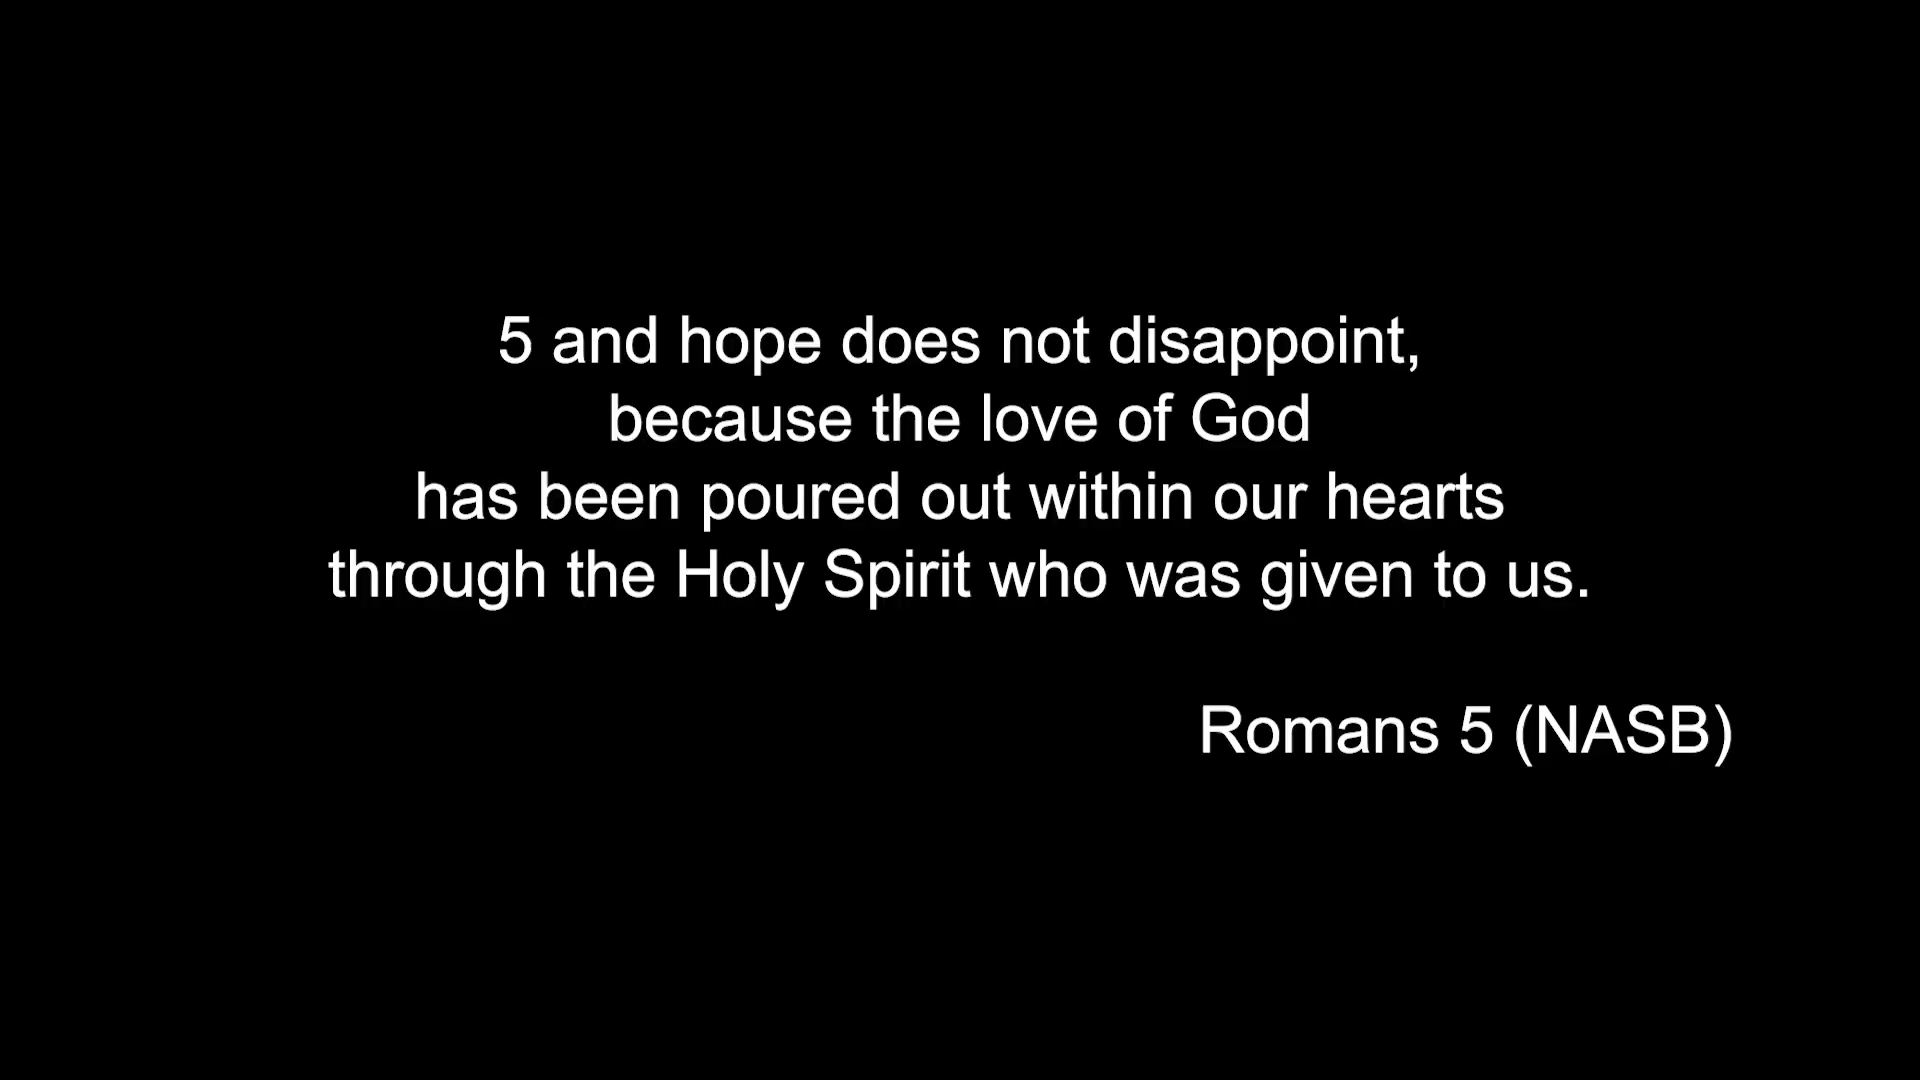 5 and hope does not disappoint,
because the love of God
has been poured out within our hearts
through the Holy Spirit who was given to us.
Romans 5 (NASB)